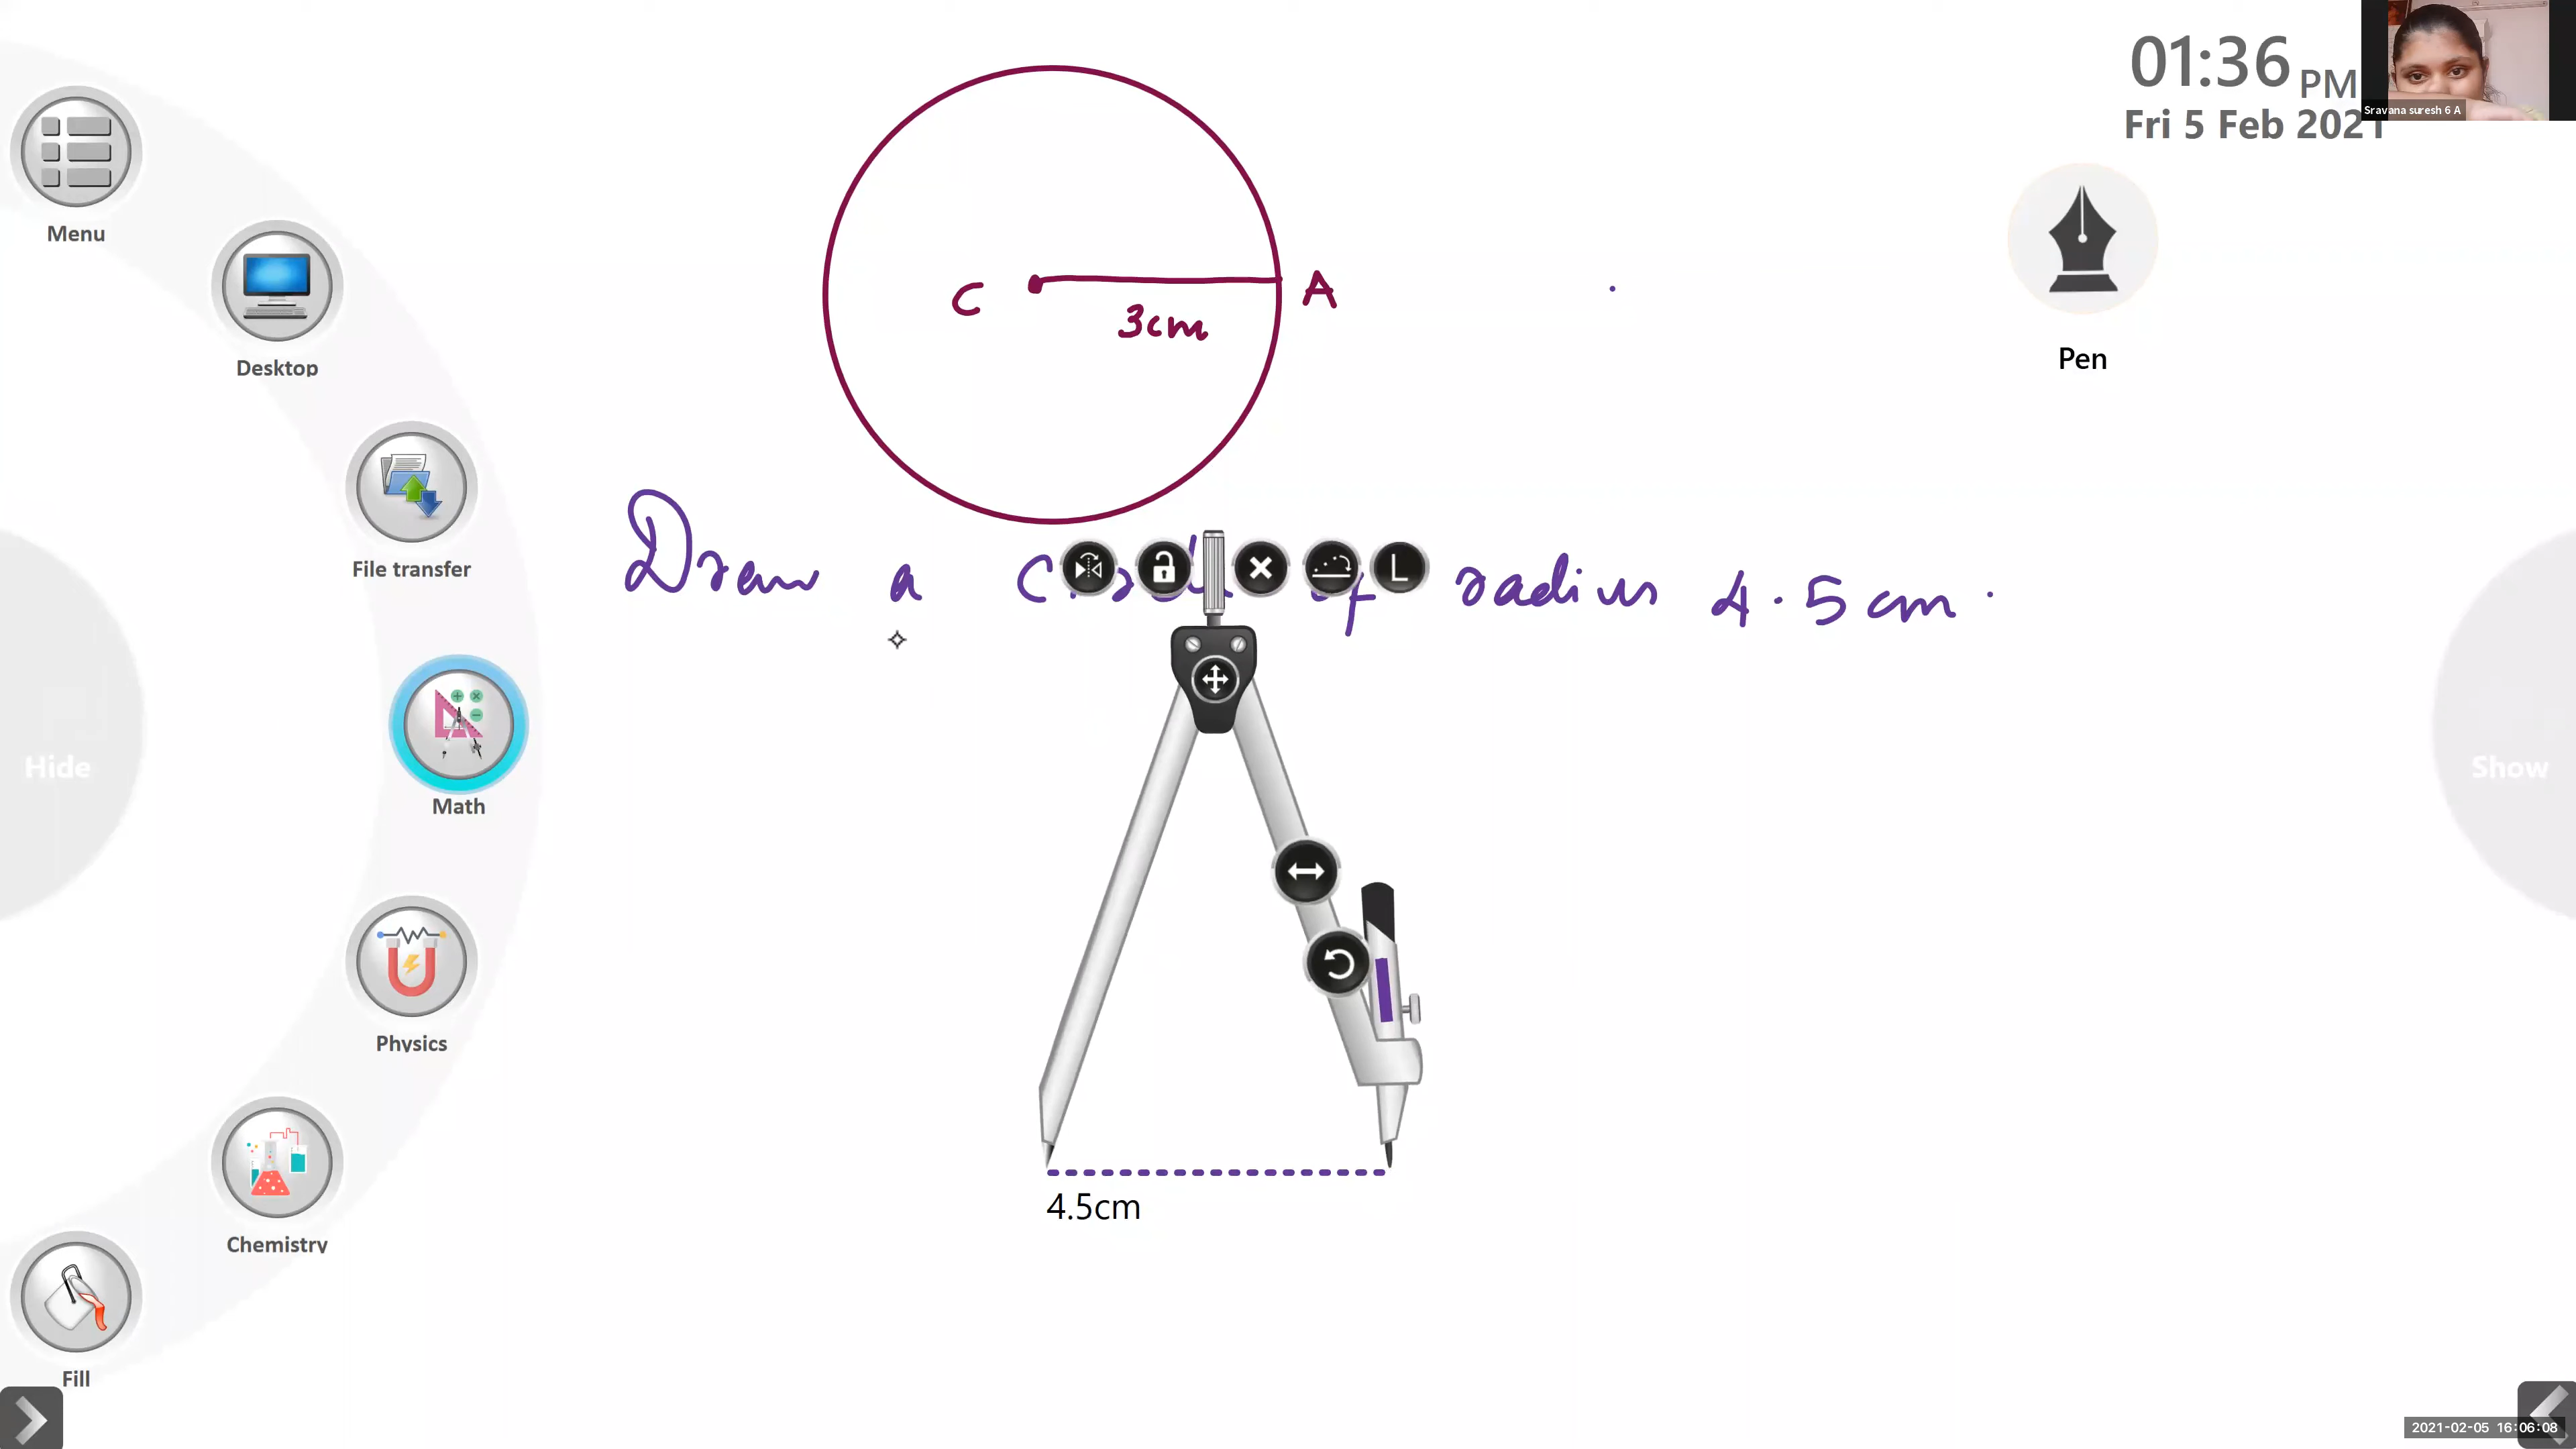 01:36 PM
Sravana suresh 6 A
Fri 5 Feb 2021
Menu
Desktop
C
A
3cm
Pen
File transfer
Draw a of radius 4.5 cm.
Hide
Show
Math
L
Physics
4.5cm
Chemistry
Fill
2021-02-05 16:06:08